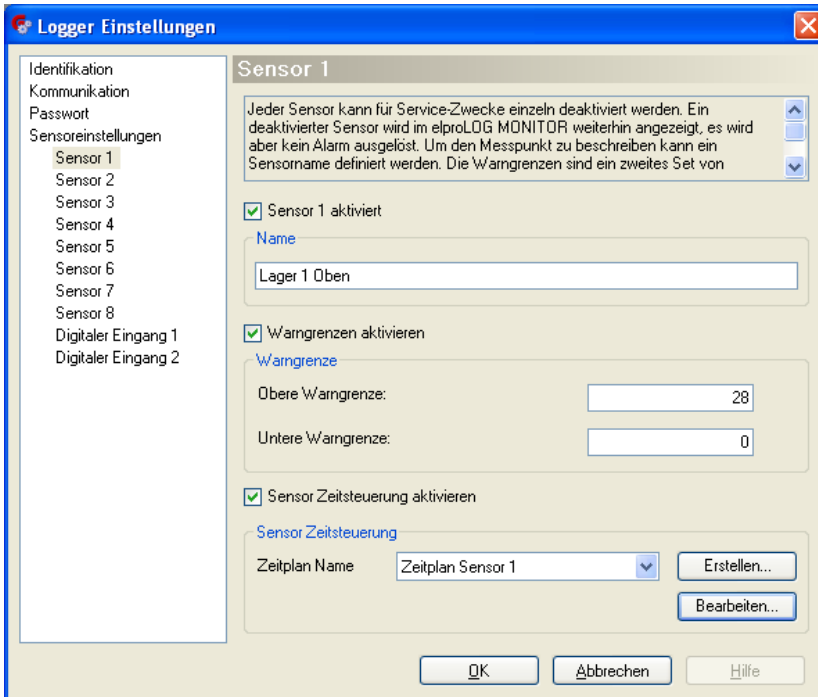 Logger Einstellungen
Identifikation
Kommunikation
Passwort
Sensoreinstellungen
Sensor 1
Sensor 2
Sensor 3
Sensor 4
Sensor 5
Sensor 6
Sensor 7
Sensor 8
Digitaler Eingang 1
Digitaler Eingang 2
Sensor 1
Jeder Sensor kann für Service-Zwecke einzeln deaktiviert werden. Ein
deaktivierter Sensor wird im elproLOG MONITOR weiterhin angezeigt, es wird
aber kein Alarm ausgelöst. Um den Messpunkt zu beschreiben kann ein
Sensorname definiert werden. Die Warngrenzen sind ein zweites Set von
Sensor 1 aktiviert
Name
Lager 1 Oben
Warngrenzen aktivieren
Warngrenze
Obere Warngrenze: 28
Untere Warngrenze: 0
Sensor Zeitsteuerung aktivieren
Sensor Zeitsteuerung
Zeitplan Name Zeitplan Sensor 1 Erstellen...
Bearbeiten...
OK Abbrechen Hilfe